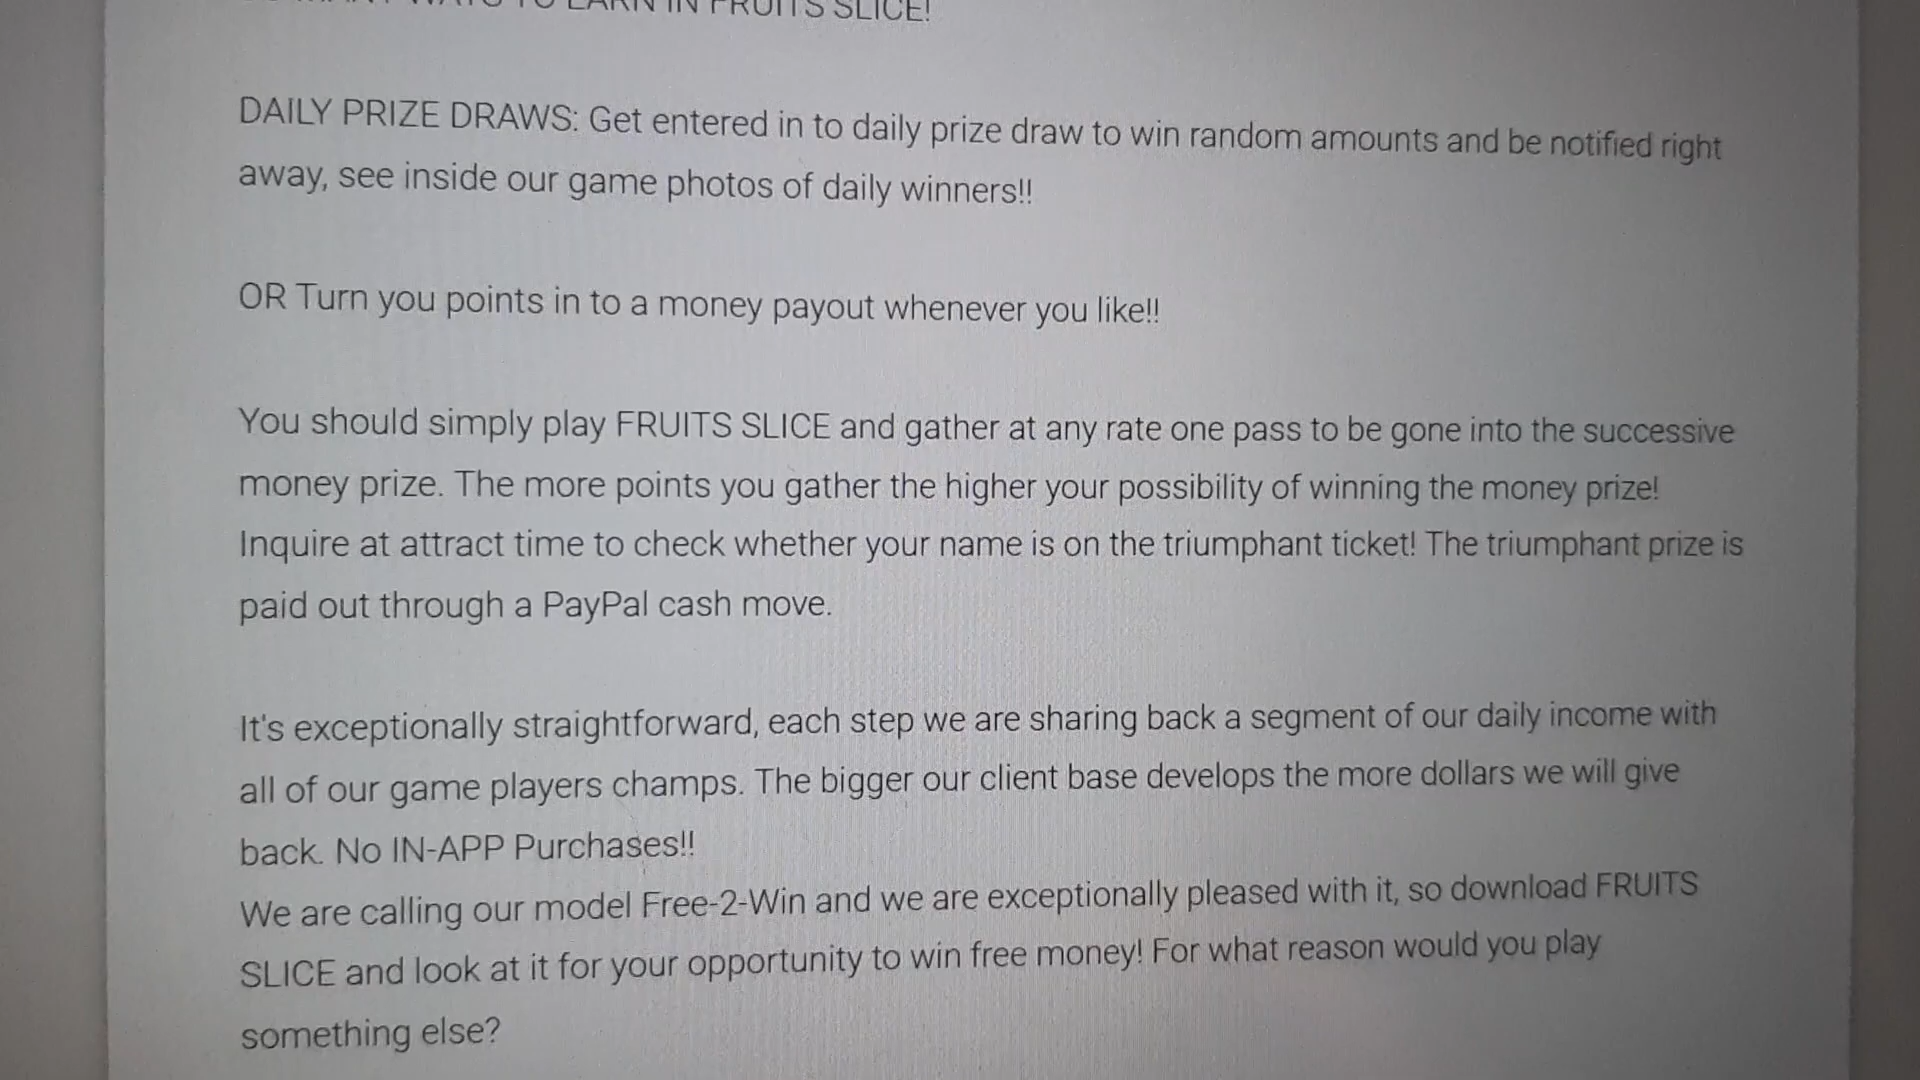 SO MANY WAYS TO EARN IN FRUITS SLICE!
DAILY PRIZE DRAWS: Get entered in to daily prize draw to win random amounts and be notified right
away, see inside our game photos of daily winners!!
OR Turn you points in to a money payout whenever you like!!
You should simply play FRUITS SLICE and gather at any rate one pass to be gone into the successive
money prize. The more points you gather the higher your possibility of winning the money prize!
Inquire at attract time to check whether your name is on the triumphant ticket! The triumphant prize is
paid out through a PayPal cash move.
It's exceptionally straightforward, each step we are sharing back a segment of our daily income with
all of our game players champs. The bigger our client base develops the more dollars we will give
back. No IN-APP Purchases!!
We are calling our model Free-2-Win and we are exceptionally pleased with it, so download FRUITS
SLICE and look at it for your opportunity to win free money! For what reason would you play
something else?